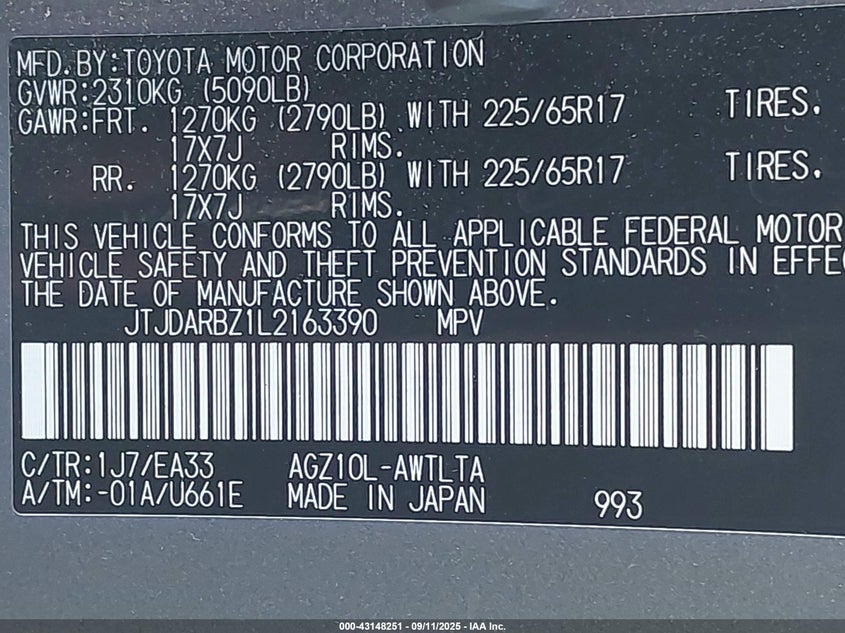 MFD.BY:TOYOTA MOTOR CORPORATION
GVWR:2310KG (5090LB)
GAWR:FRT. 1270KG (2790LB) WITH 225/65R17 TIRES.
17X7J RIMS.
RR. 1270KG (2790LB) WITH 225/65R17 TIRES.
17X7J RIMS.
THIS VEHICLE CONFORMS TO ALL APPLICABLE FEDERAL MOTOR
VEHICLE SAFETY AND THEFT PREVENTION STANDARDS IN EFFE
THE DATE OF MANUFACTURE SHOWN ABOVE.
JTJDARBZ1L2163390 MPV
C/TR:1J7/EA33 AGZ10L-AWTLTA
A/TM:-01A/U661E MADE IN JAPAN 993
000-43148251 - 09/11/2025 - IAA Inc.